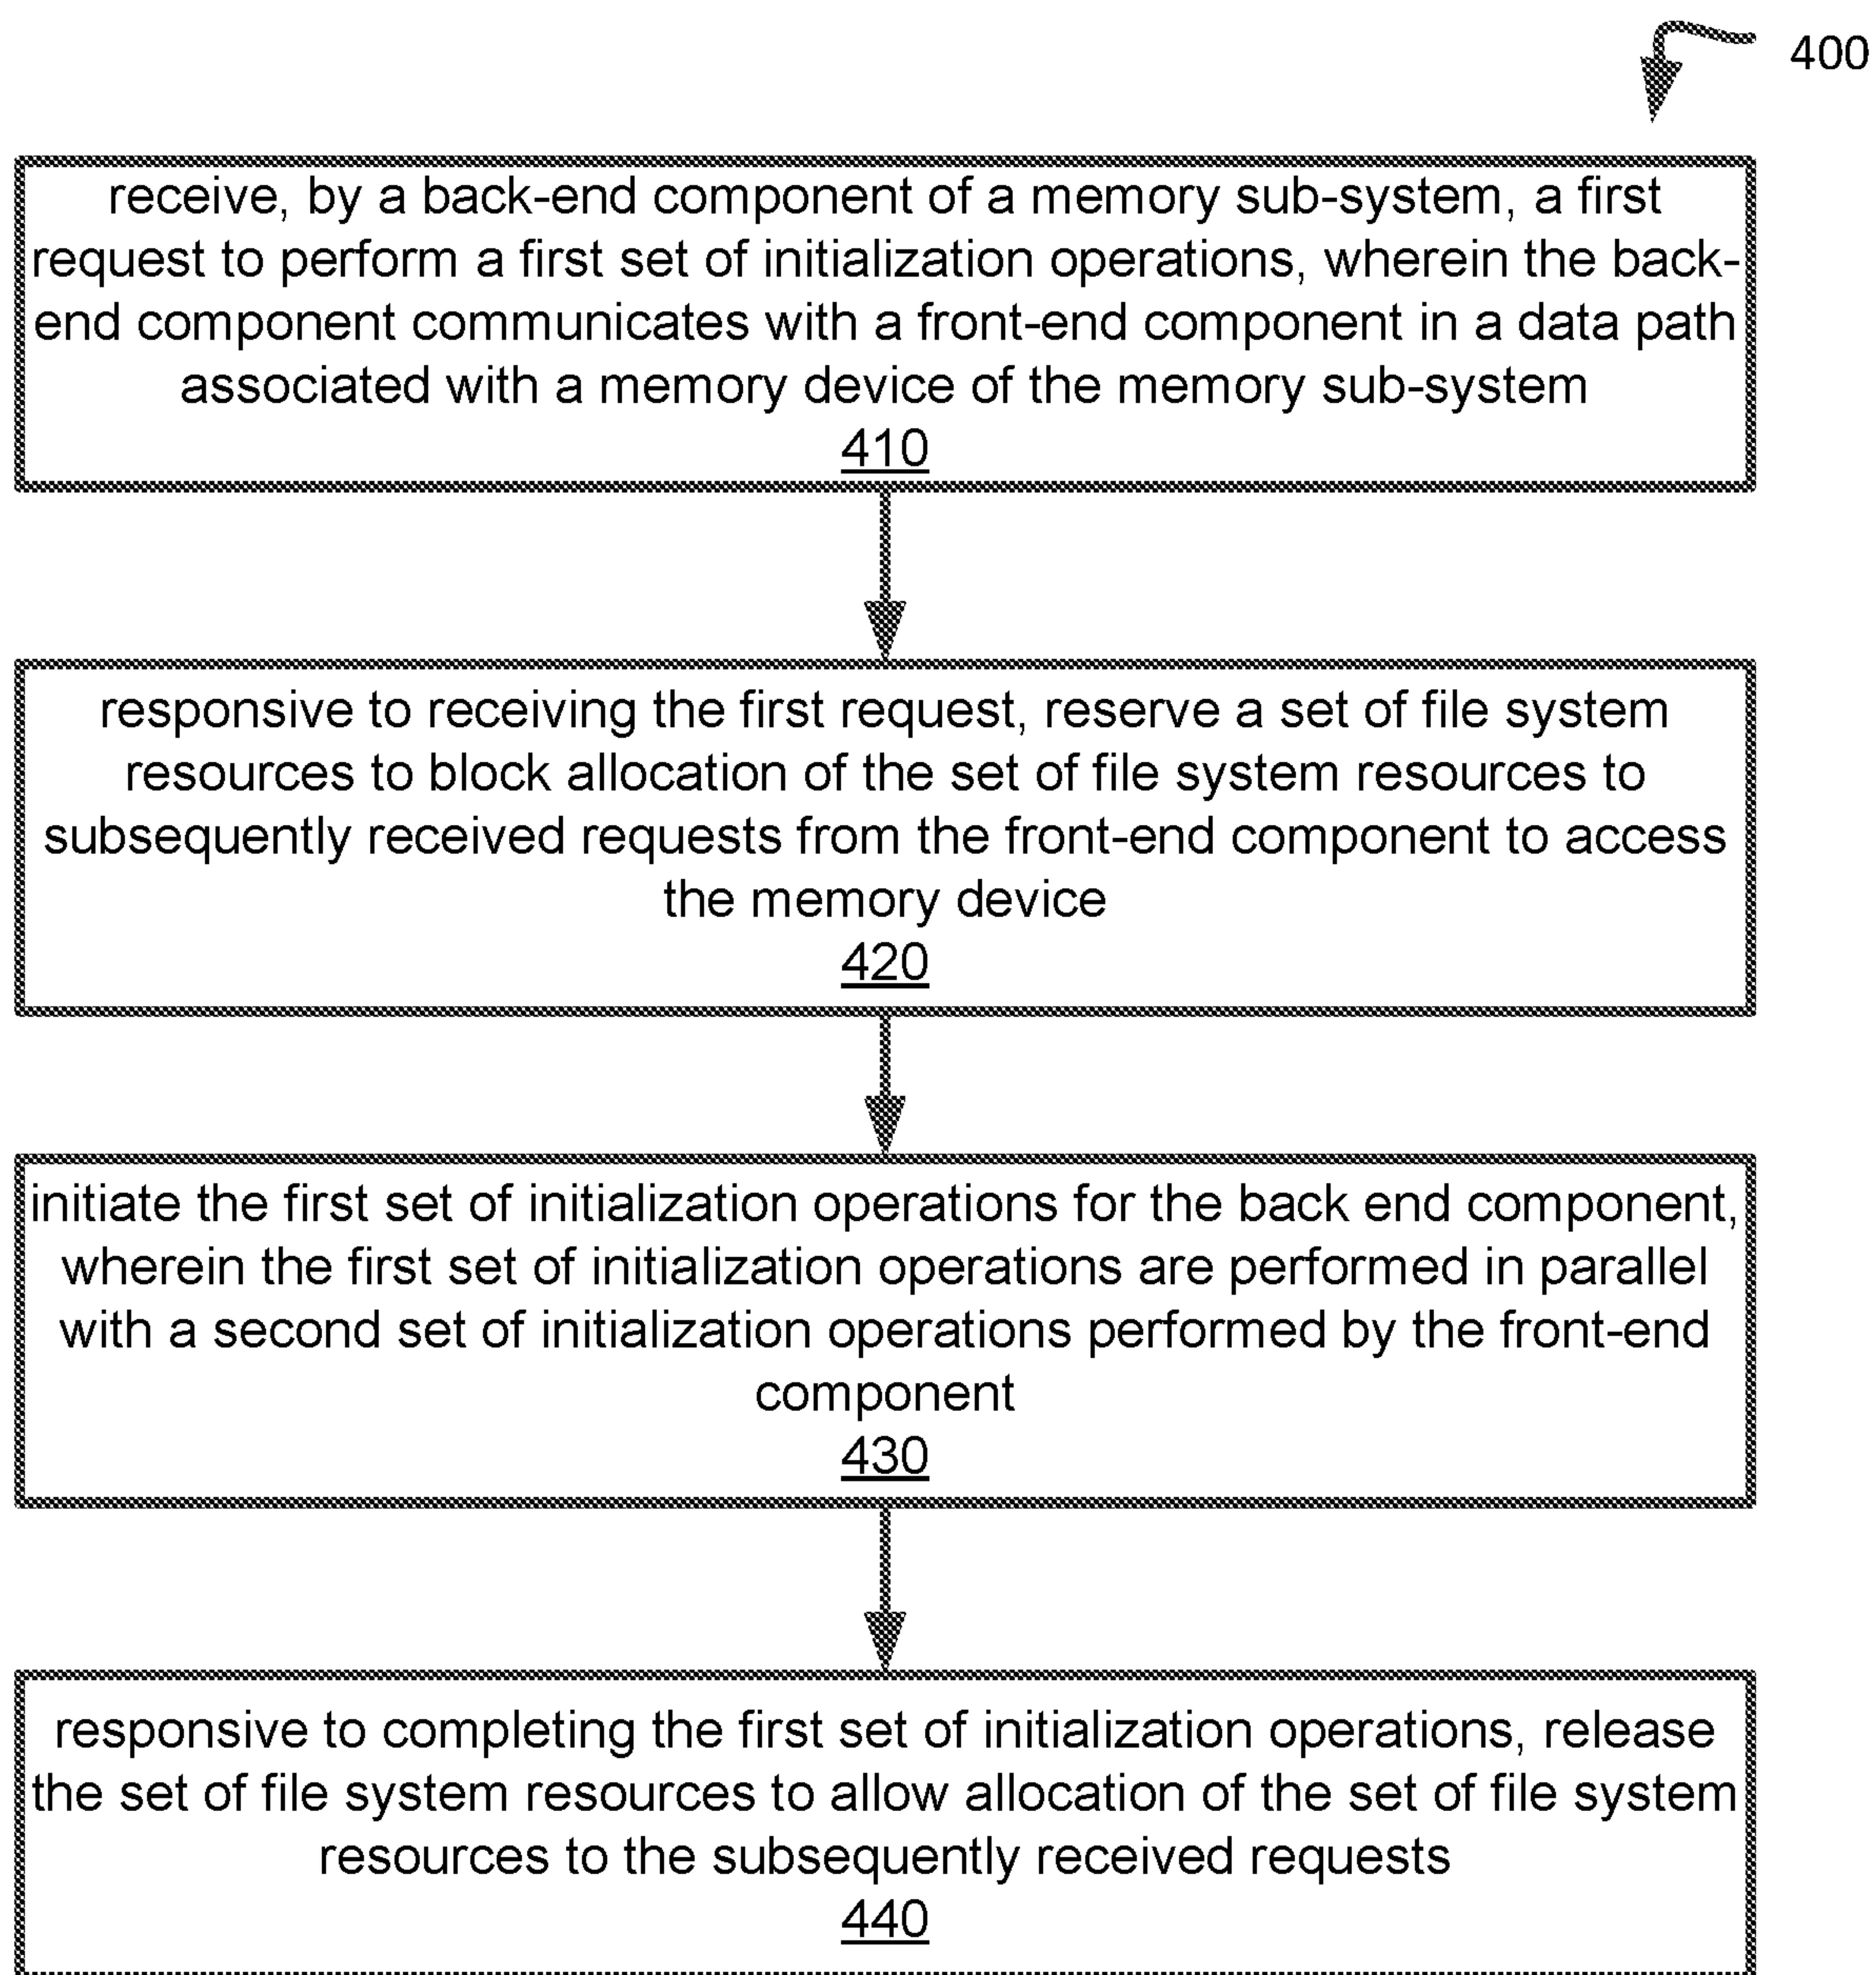 400
receive, by a back-end component of a memory sub-system, a first
request to perform a first set of initialization operations, wherein the back-
end component communicates with a front-end component in a data path
associated with a memory device of the memory sub-system
410
responsive to receiving the first request, reserve a set of file system
resources to block allocation of the set of file system resources to
subsequently received requests from the front-end component to access
the memory device
420
initiate the first set of initialization operations for the back end component,
wherein the first set of initialization operations are performed in parallel
with a second set of initialization operations performed by the front-end
component
430
responsive to completing the first set of initialization operations, release
the set of file system resources to allow allocation of the set of file system
resources to the subsequently received requests
440